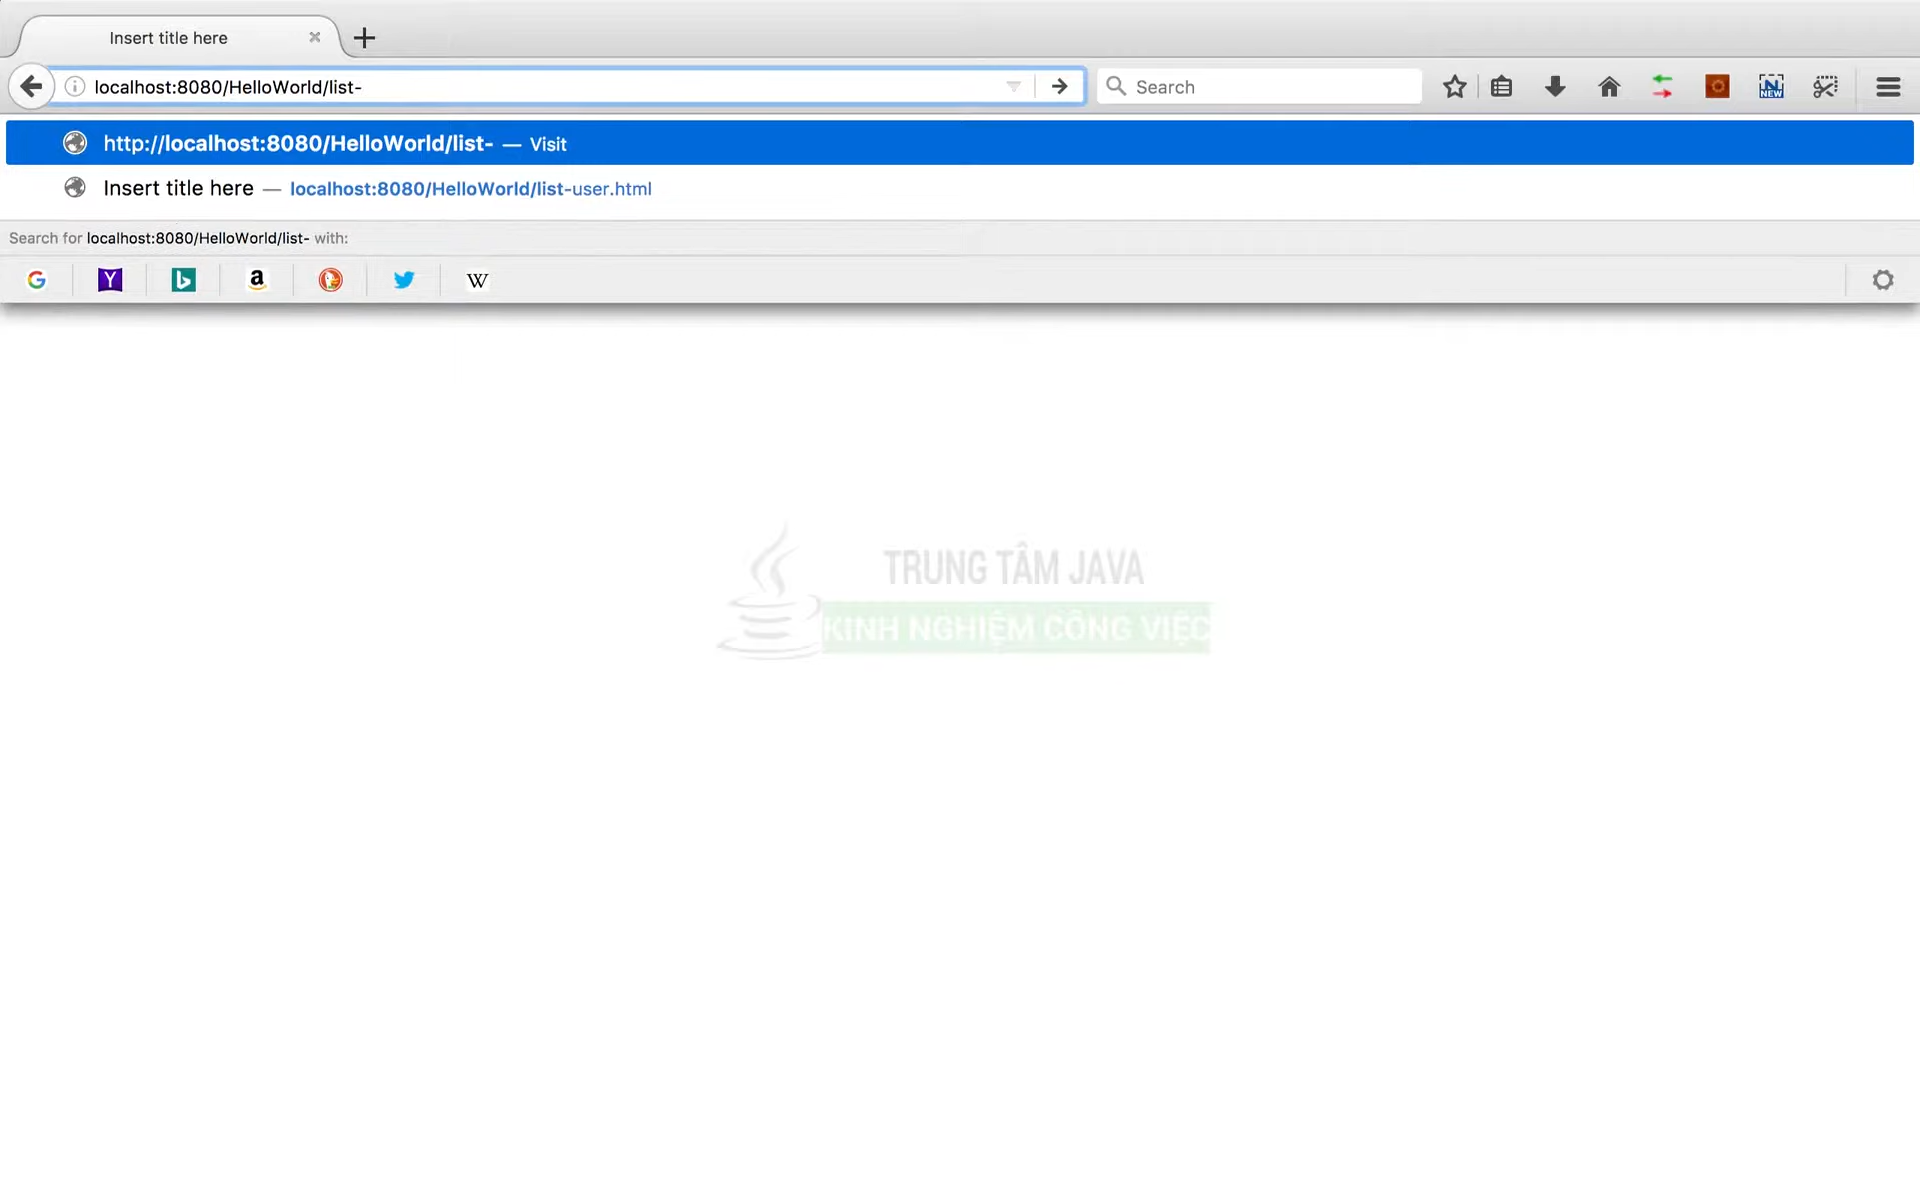 Insert title here
localhost:8080/HelloWorld/list-
Search
http://localhost:8080/HelloWorld/list- — Visit
Insert title here — localhost:8080/HelloWorld/list-user.html
Search for localhost:8080/HelloWorld/list- with:
TRUNG TÂM JAVA
KINH NGHIỆM CÔNG VIỆC